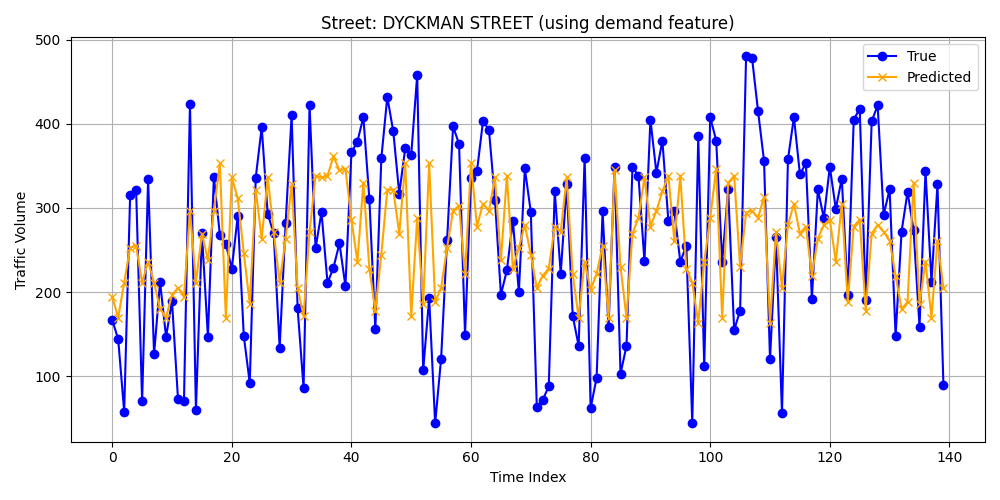 Street: DYCKMAN STREET (using demand feature)
True
Predicted
Traffic Volume
500
400
300
200
100
0
20
40
60
80
100
120
140
Time Index